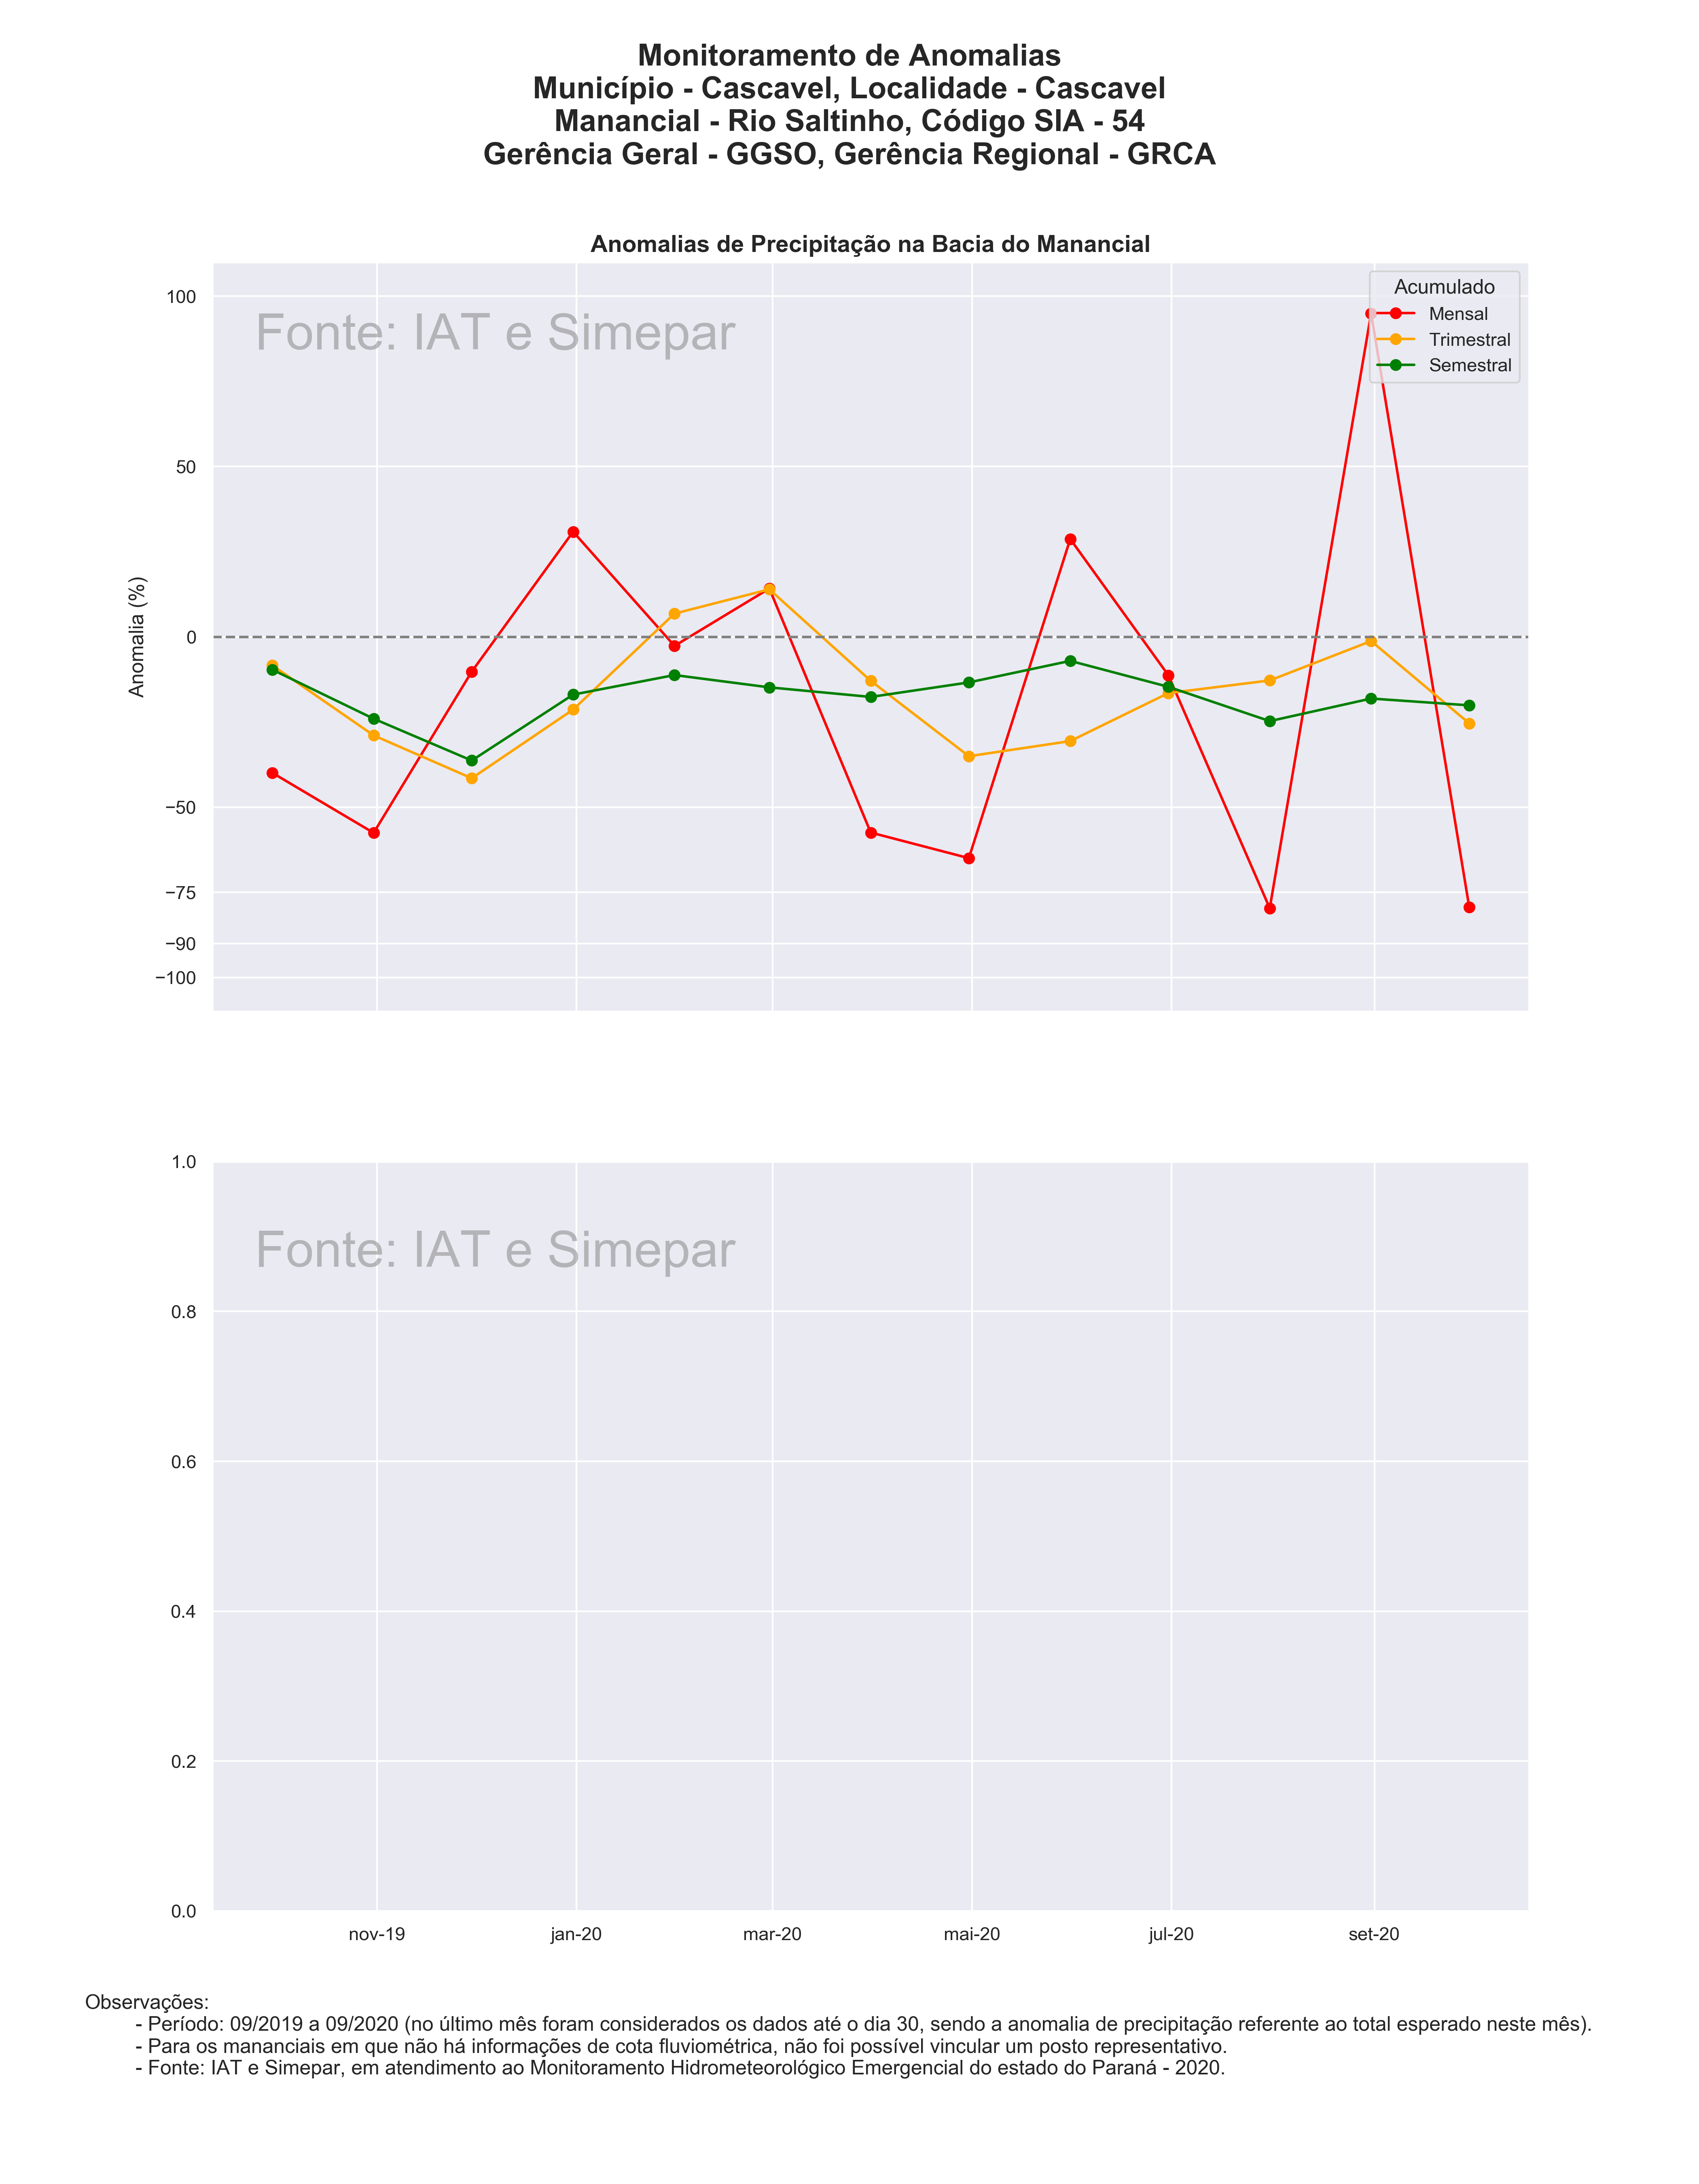 Monitoramento de Anomalias
Município - Cascavel, Localidade - Cascavel
Manancial - Rio Saltinho, Código SIA - 54
Gerência Geral - GGSO, Gerência Regional - GRCA
Anomalias de Precipitação na Bacia do Manancial
Fonte: IAT e Simepar
Acumulado
Mensal
Trimestral
Semestral
Anomalia (%)
100
50
0
−50
−75
−90
−100
Fonte: IAT e Simepar
1.0
0.8
0.6
0.4
0.2
0.0
nov-19 jan-20 mar-20 mai-20 jul-20 set-20
Observações:
- Período: 09/2019 a 09/2020 (no último mês foram considerados os dados até o dia 30, sendo a anomalia de precipitação referente ao total esperado neste mês).
- Para os mananciais em que não há informações de cota fluviométrica, não foi possível vincular um posto representativo.
- Fonte: IAT e Simepar, em atendimento ao Monitoramento Hidrometeorológico Emergencial do estado do Paraná - 2020.